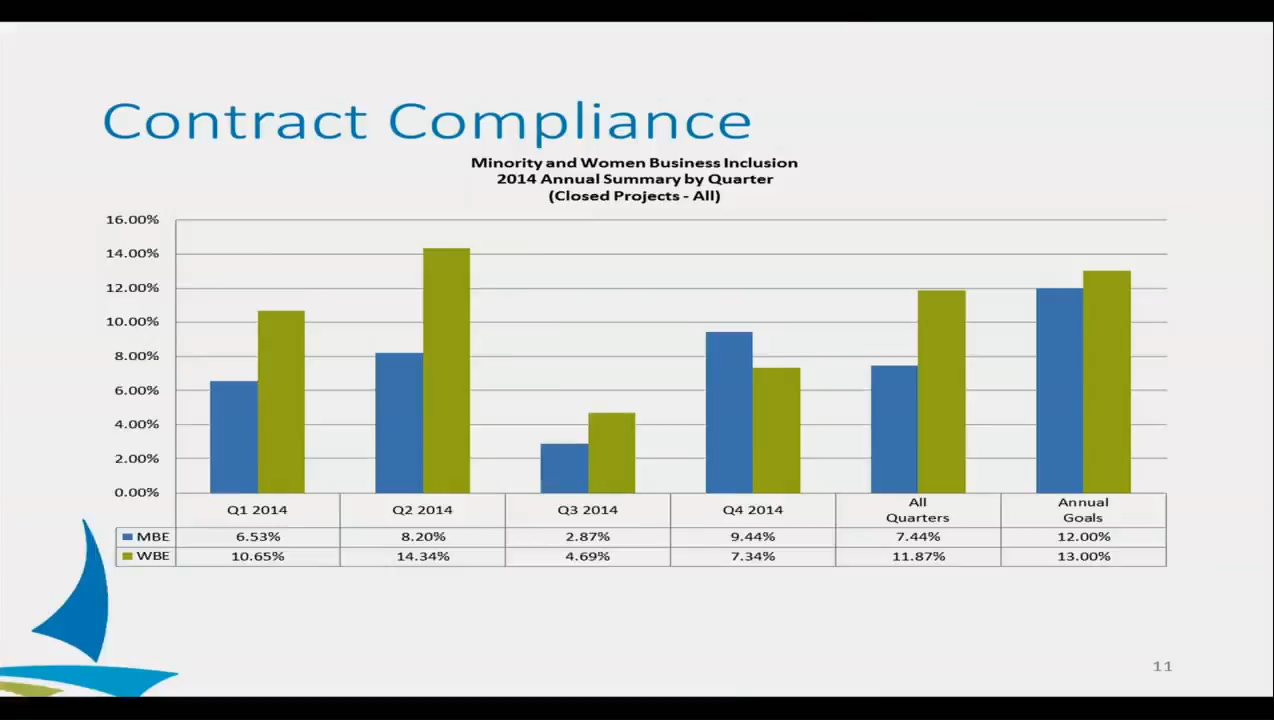 Contract Compliance
Minority and Women Business Inclusion
2014 Annual Summary by Quarter
(Closed Projects - All)
16.00%
14.00%
12.00%
10.00%
8.00%
6.00%
4.00%
2.00%
0.00%
Q1 2014 Q2 2014 Q3 2014 Q4 2014 All Quarters Annual Goals
MBE 6.53% 8.20% 2.87% 9.44% 7.44% 12.00%
WBE 10.65% 14.34% 4.69% 7.34% 11.87% 13.00%
11